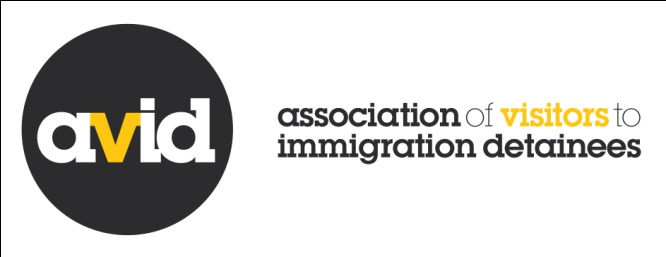 avid
association of visitors to
immigration detainees